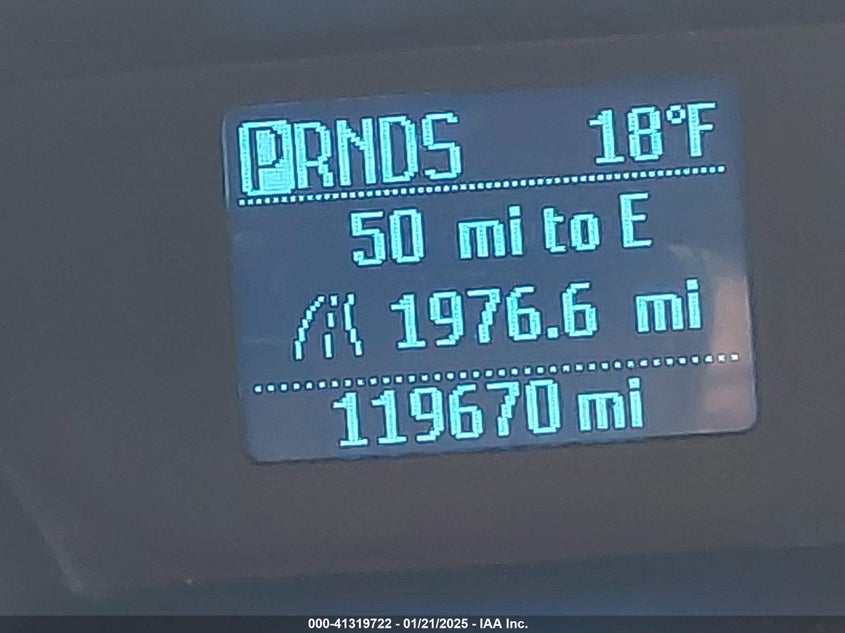 PRNDS 18°F
50 mi to E
1976.6 mi
119670 mi
000-41319722 - 01/21/2025 - IAA Inc.